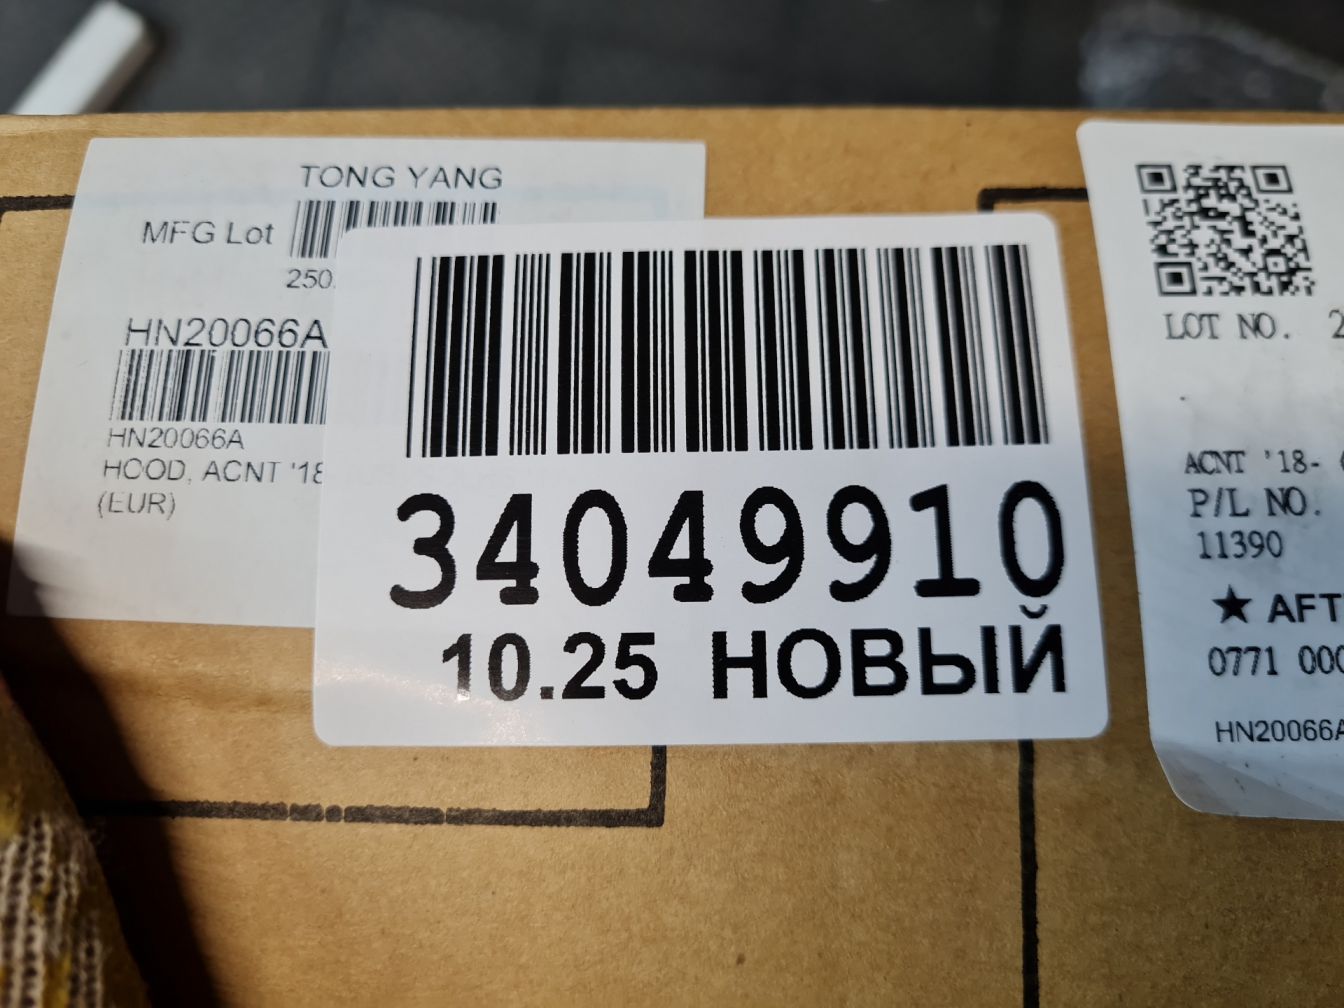 TONG YANG
MFG Lot
250
HN20066A
HN20066A
HOOD, ACNT '18
(EUR)
34049910
10.25 НОВЫЙ
LOT NO. 2
ACNT '18-
P/L NO.
11390
★ AFT
0771 000
HN20066A